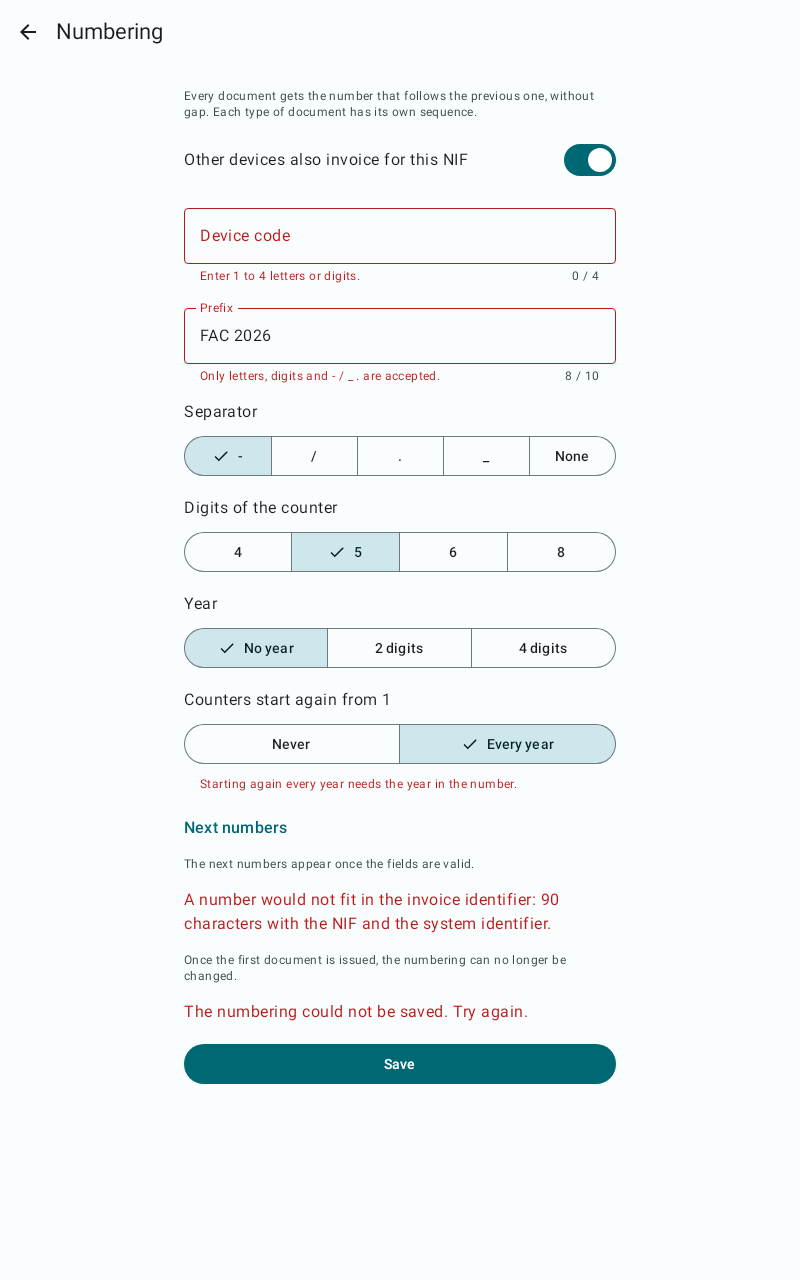 Numbering
Every document gets the number that follows the previous one, without
gap. Each type of document has its own sequence.
Other devices also invoice for this NIF
Device code
Enter 1 to 4 letters or digits.
0 / 4
Prefix
FAC 2026
Only letters, digits and - / _ . are accepted.
8 / 10
Separator
-
/
.
_
None
Digits of the counter
4
5
6
8
Year
No year
2 digits
4 digits
Counters start again from 1
Never
Every year
Starting again every year needs the year in the number.
Next numbers
The next numbers appear once the fields are valid.
A number would not fit in the invoice identifier: 90
characters with the NIF and the system identifier.
Once the first document is issued, the numbering can no longer be
changed.
The numbering could not be saved. Try again.
Save